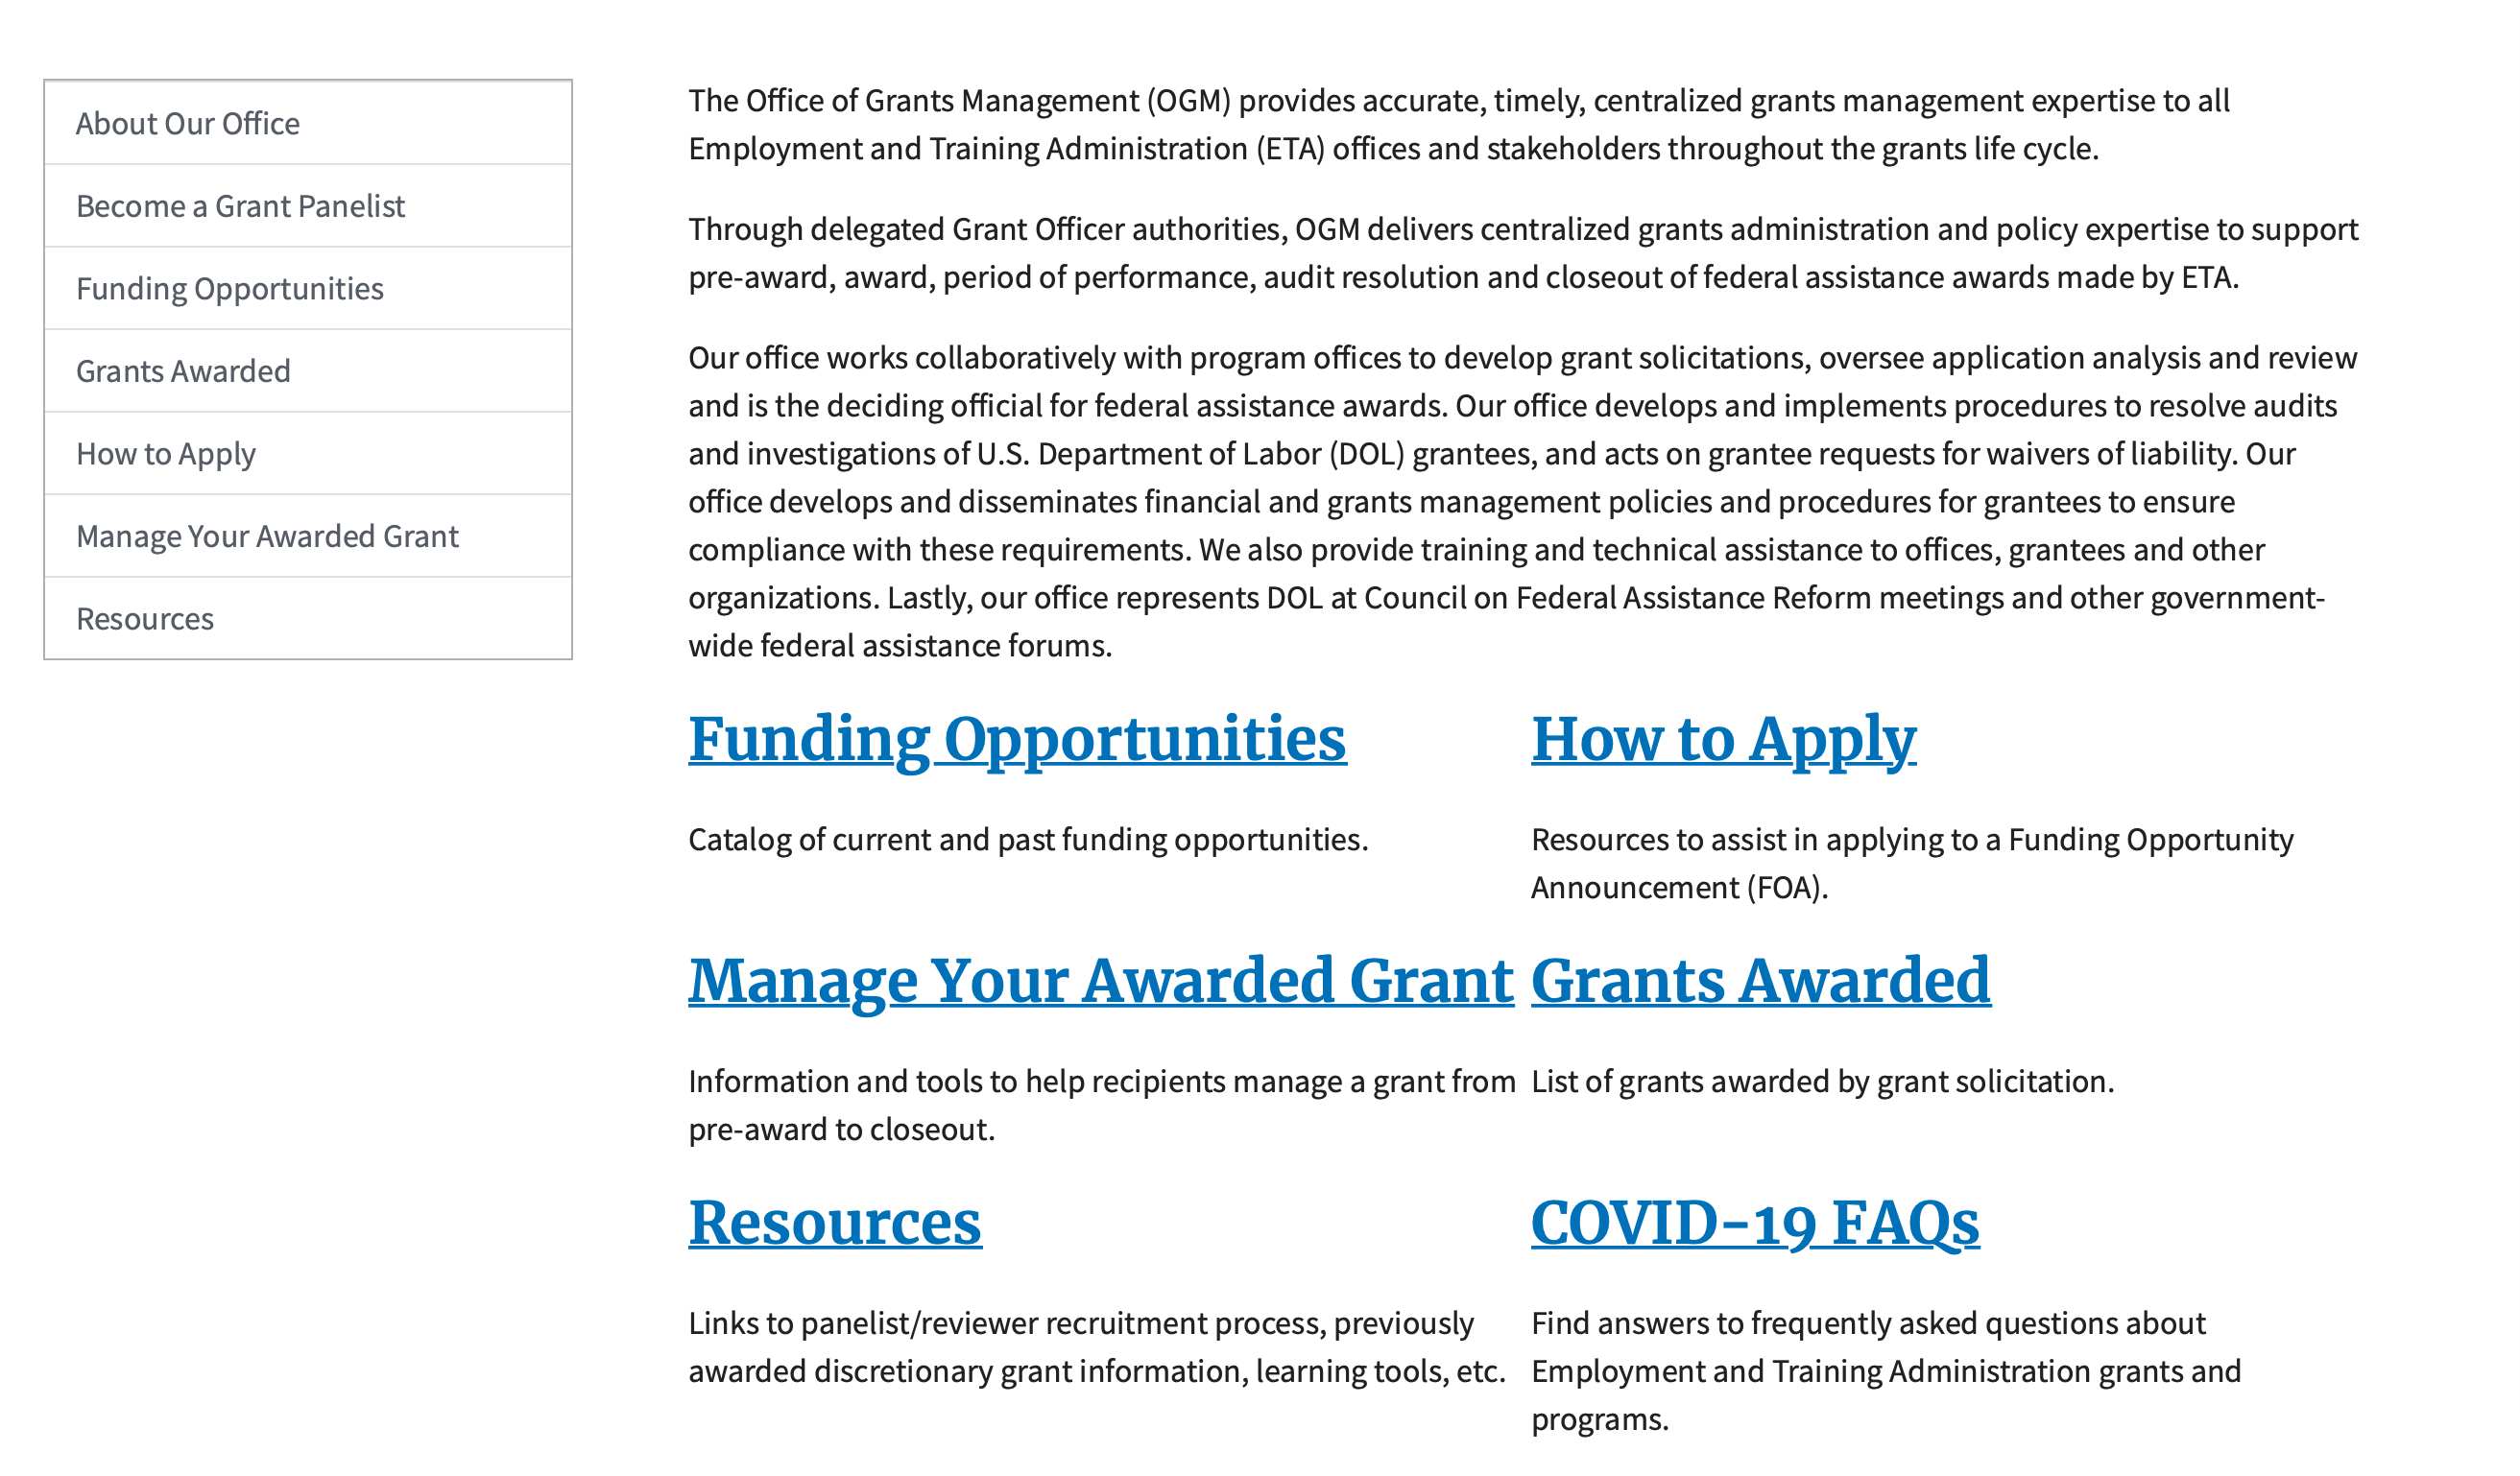 About Our Office
Become a Grant Panelist
Funding Opportunities
Grants Awarded
How to Apply
Manage Your Awarded Grant
Resources
The Office of Grants Management (OGM) provides accurate, timely, centralized grants management expertise to all
Employment and Training Administration (ETA) offices and stakeholders throughout the grants life cycle.
Through delegated Grant Officer authorities, OGM delivers centralized grants administration and policy expertise to support
pre-award, award, period of performance, audit resolution and closeout of federal assistance awards made by ETA.
Our office works collaboratively with program offices to develop grant solicitations, oversee application analysis and review
and is the deciding official for federal assistance awards. Our office develops and implements procedures to resolve audits
and investigations of U.S. Department of Labor (DOL) grantees, and acts on grantee requests for waivers of liability. Our
office develops and disseminates financial and grants management policies and procedures for grantees to ensure
compliance with these requirements. We also provide training and technical assistance to offices, grantees and other
organizations. Lastly, our office represents DOL at Council on Federal Assistance Reform meetings and other government-
wide federal assistance forums.
Funding Opportunities
Catalog of current and past funding opportunities.
How to Apply
Resources to assist in applying to a Funding Opportunity
Announcement (FOA).
Manage Your Awarded Grant
Information and tools to help recipients manage a grant from
pre-award to closeout.
Grants Awarded
List of grants awarded by grant solicitation.
Resources
Links to panelist/reviewer recruitment process, previously
awarded discretionary grant information, learning tools, etc.
COVID-19 FAQs
Find answers to frequently asked questions about
Employment and Training Administration grants and
programs.